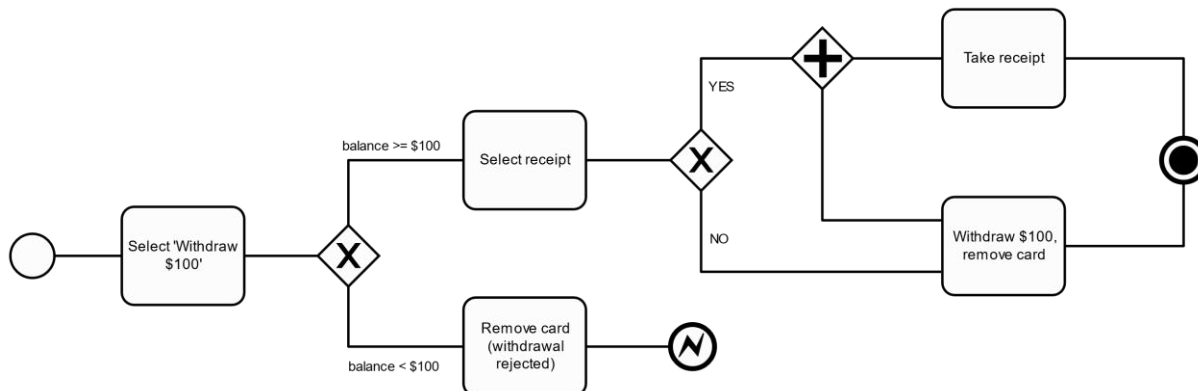 Take receipt
YES
balance >= $100
Select receipt
X
NO
Select 'Withdraw
$100'
X
Withdraw $100,
remove card
Remove card
(withdrawal
rejected)
balance < $100